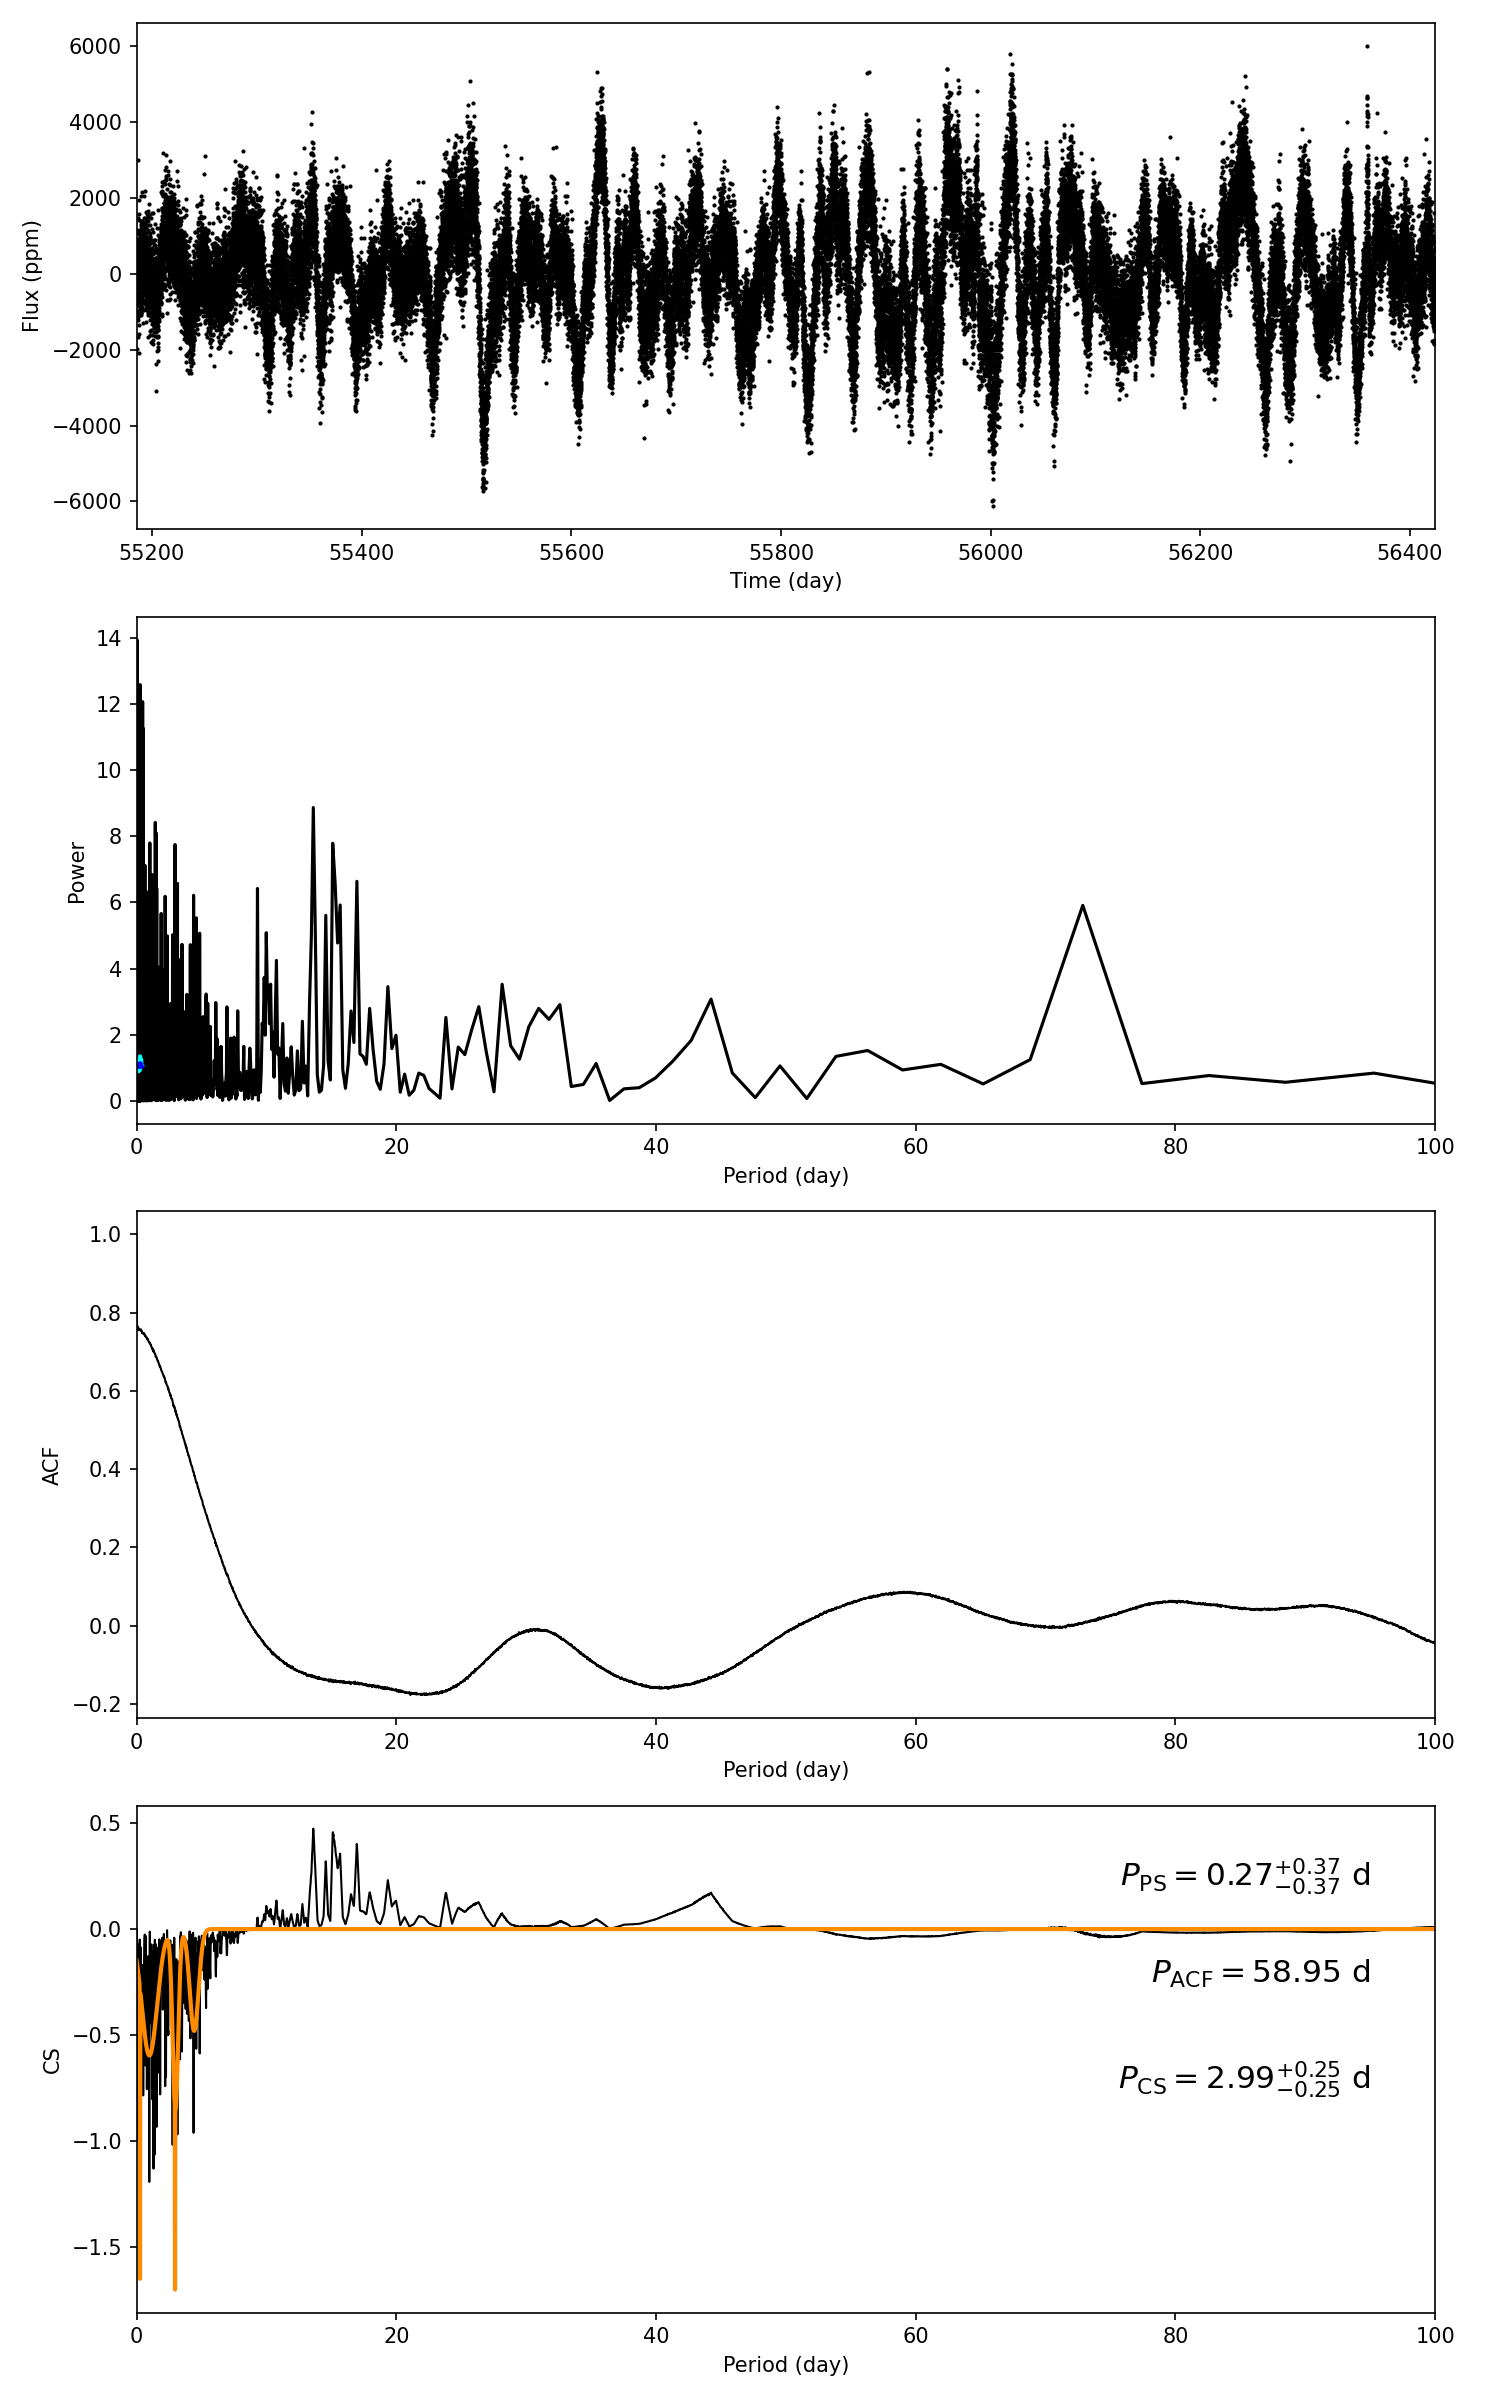 6000
4000
2000
0
−2000
−4000
−6000
Flux (ppm)
55200 55400 55600 55800 56000 56200 56400
Time (day)
14
12
10
8
6
4
2
0
Power
0 20 40 60 80 100
Period (day)
1.0
0.8
0.6
0.4
0.2
0.0
−0.2
ACF
0 20 40 60 80 100
Period (day)
0.5
0.0
−0.5
−1.0
−1.5
CS
P_PS = 0.27^{+0.37}_{−0.37} d
P_ACF = 58.95 d
P_CS = 2.99^{+0.25}_{−0.25} d
0 20 40 60 80 100
Period (day)